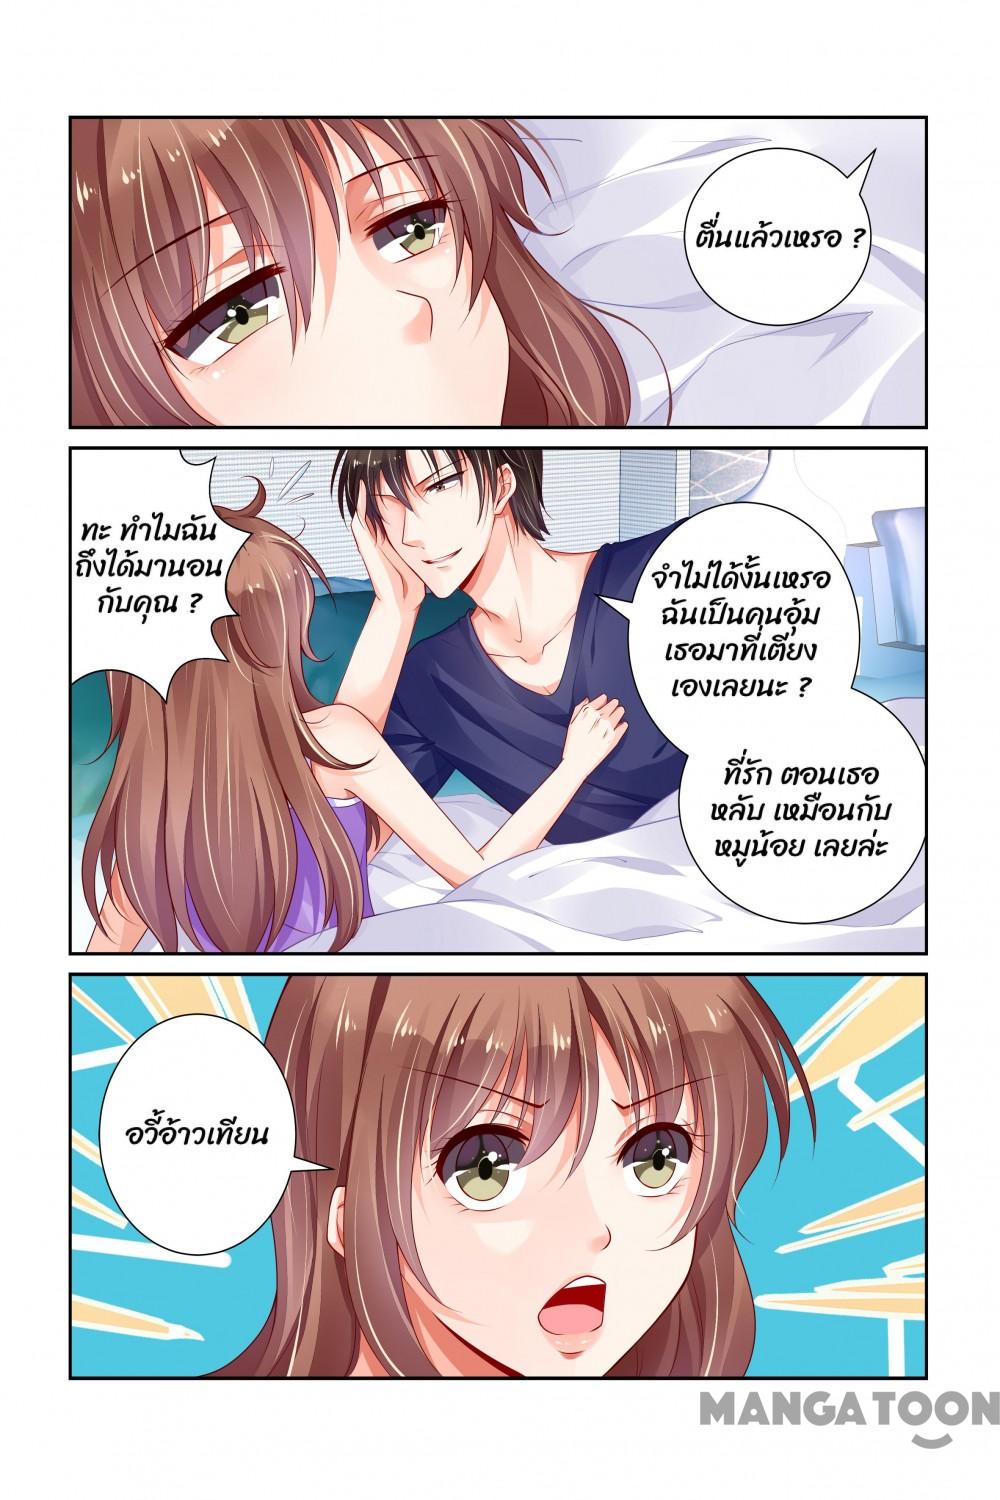 ตื่นแล้วเหรอ ?
ทะ ทำไมฉัน
ถึงได้มานอน
กับคุณ ?
จำไม่ได้งั้นเหรอ
ฉันเป็นคนอุ้ม
เธอมาที่เตียง
เองเลยนะ ?
ที่รัก ตอนเธอ
หลับ เหมือนกับ
หมูน้อย เลยล่ะ
อวี้อ้าวเทียน
MANGATOON